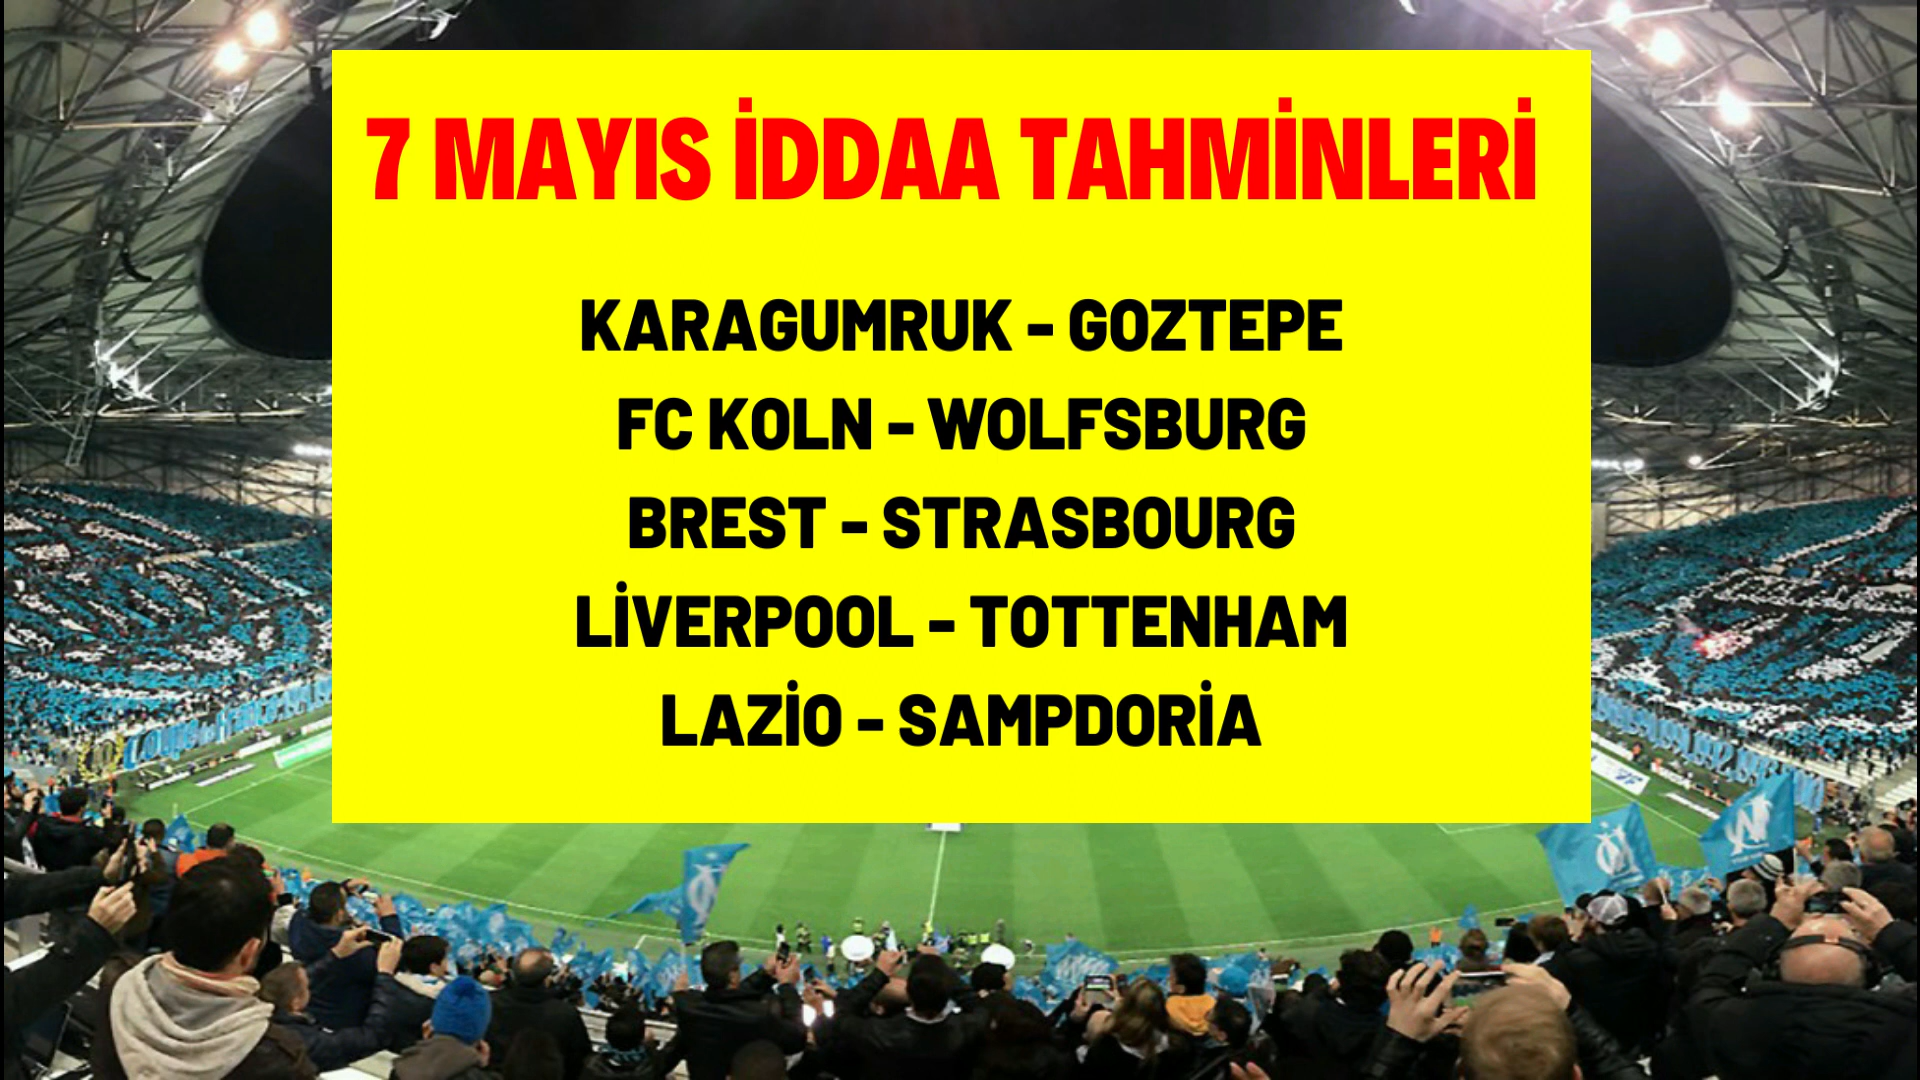 7 MAYIS İDDAA TAHMİNLERİ
KARAGUMRUK - GOZTEPE
FC KOLN - WOLFSBURG
BREST - STRASBOURG
LİVERPOOL - TOTTENHAM
LAZİO - SAMPDORİA